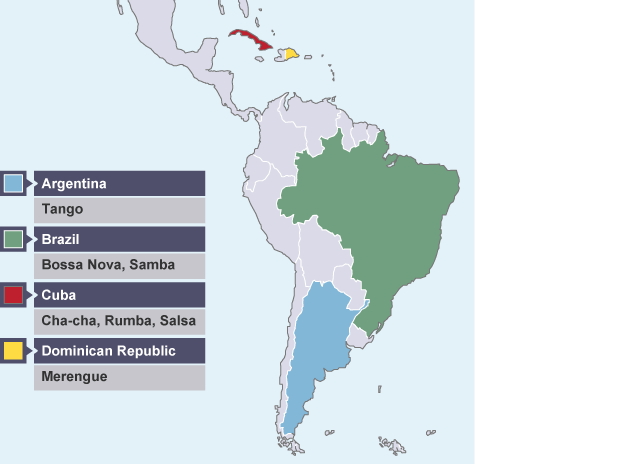 Argentina
Tango
Brazil
Bossa Nova, Samba
Cuba
Cha-cha, Rumba, Salsa
Dominican Republic
Merengue